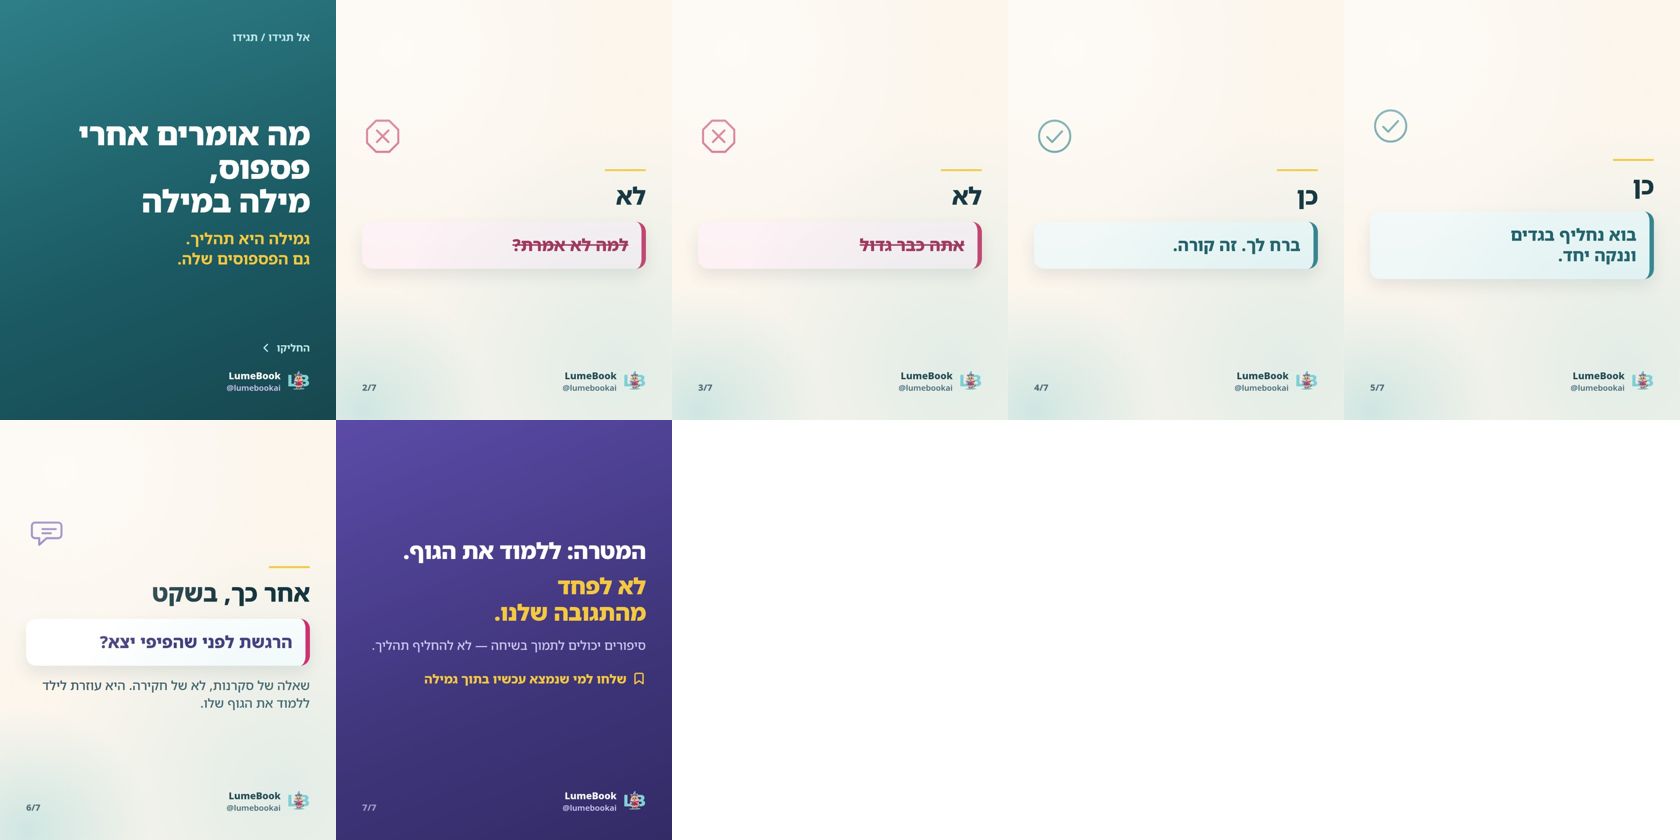 אל תגידו / תגידו
מה אומרים אחרי
פספוס,
מילה במילה
גמילה היא תהליך.
גם הפספוסים שלה.
החליקו
LumeBook
@lumebookai
לא
למה לא אמרת?
LumeBook
@lumebookai
2/7
לא
אתה כבר גדול
LumeBook
@lumebookai
3/7
כן
ברח לך. זה קורה.
LumeBook
@lumebookai
4/7
כן
בוא נחליף בגדים
וננקה יחד.
LumeBook
@lumebookai
5/7
אחר כך, בשקט
הרגשת לפני שהפיפי יצא?
שאלה של סקרנות, לא של חקירה. היא עוזרת לילד
ללמוד את הגוף שלו.
LumeBook
@lumebookai
6/7
המטרה: ללמוד את הגוף.
לא לפחד
מהתגובה שלנו.
סיפורים יכולים לתמוך בשיחה — לא להחליף תהליך.
שלחו למי שנמצא עכשיו בתוך גמילה
LumeBook
@lumebookai
7/7